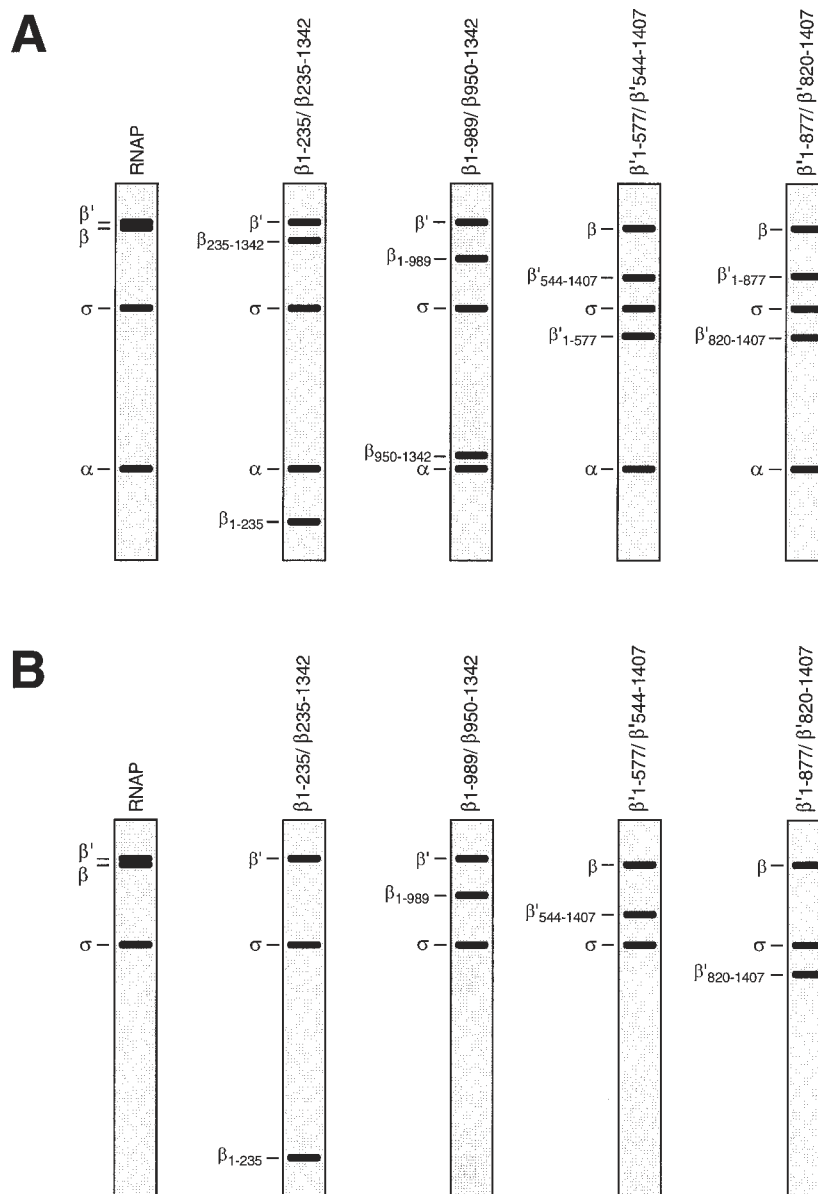 A
RNAP
β1-235/ β235-1342
β1-989/ β950-1342
β'1-577/ β'544-1407
β'1-877/ β'820-1407
β'
β
σ
α
β'
β235-1342
σ
α
β1-235
β'
β1-989
σ
β950-1342
α
β
β'544-1407
σ
β'1-577
α
β
β'1-877
σ
β'820-1407
α
B
RNAP
β1-235/ β235-1342
β1-989/ β950-1342
β'1-577/ β'544-1407
β'1-877/ β'820-1407
β'
β
σ
β'
σ
β1-235
β'
β1-989
σ
β
β'544-1407
σ
β
σ
β'820-1407